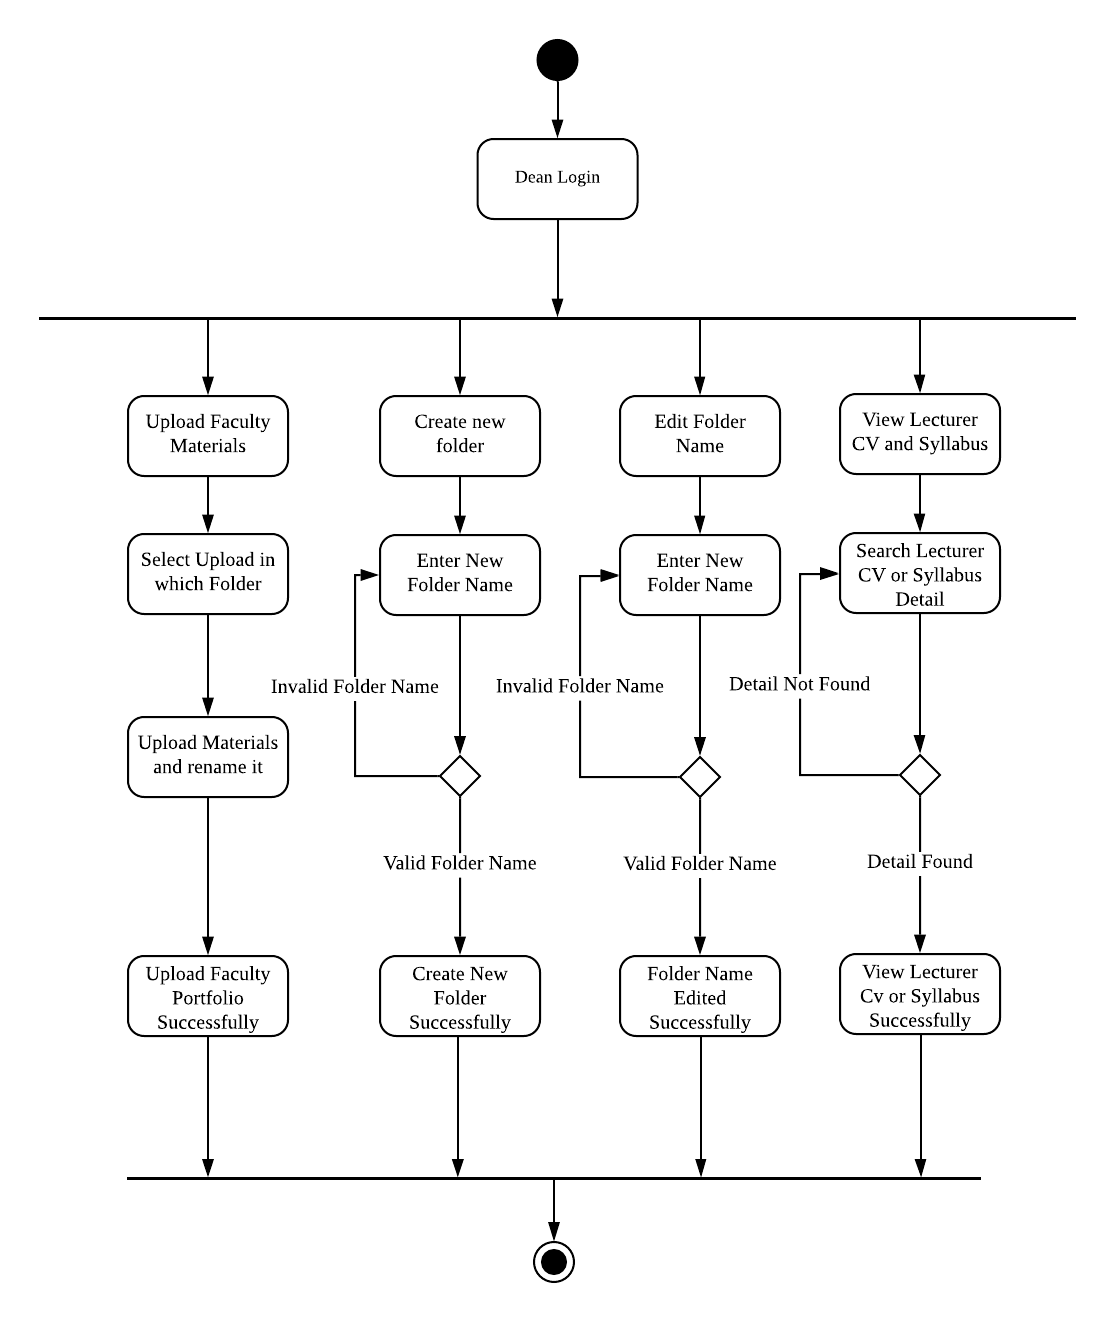 Dean Login
Upload Faculty
Materials
Create new
folder
Edit Folder
Name
View Lecturer
CV and Syllabus
Select Upload in
which Folder
Enter New
Folder Name
Enter New
Folder Name
Search Lecturer
CV or Syllabus
Detail
Invalid Folder Name
Invalid Folder Name
Detail Not Found
Upload Materials
and rename it
Valid Folder Name
Valid Folder Name
Detail Found
Upload Faculty
Portfolio
Successfully
Create New
Folder
Successfully
Folder Name
Edited
Successfully
View Lecturer
Cv or Syllabus
Successfully